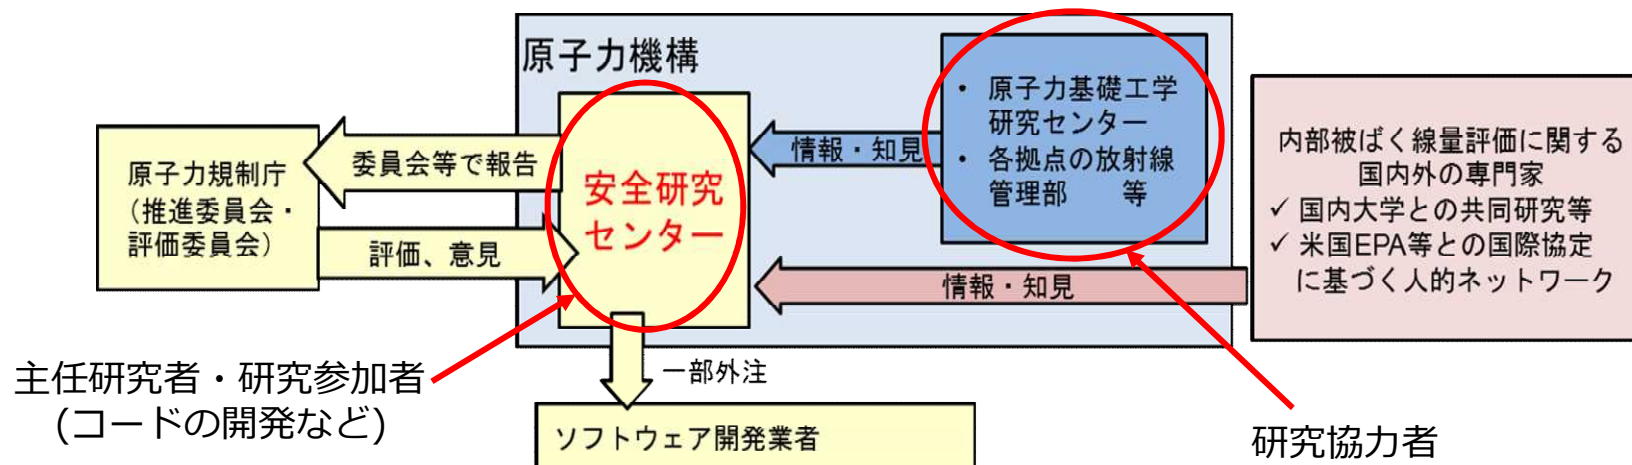 原子力機構
・ 原子力基礎工学
研究センター
・ 各拠点の放射線
管理部　　等
情報・知見
安全研究
センター
委員会等で報告
評価、意見
原子力規制庁
（推進委員会・
評価委員会）
内部被ばく線量評価に関する
国内外の専門家
✓ 国内大学との共同研究等
✓ 米国EPA等との国際協定
に基づく人的ネットワーク
情報・知見
一部外注
ソフトウェア開発業者
主任研究者・研究参加者
(コードの開発など)
研究協力者